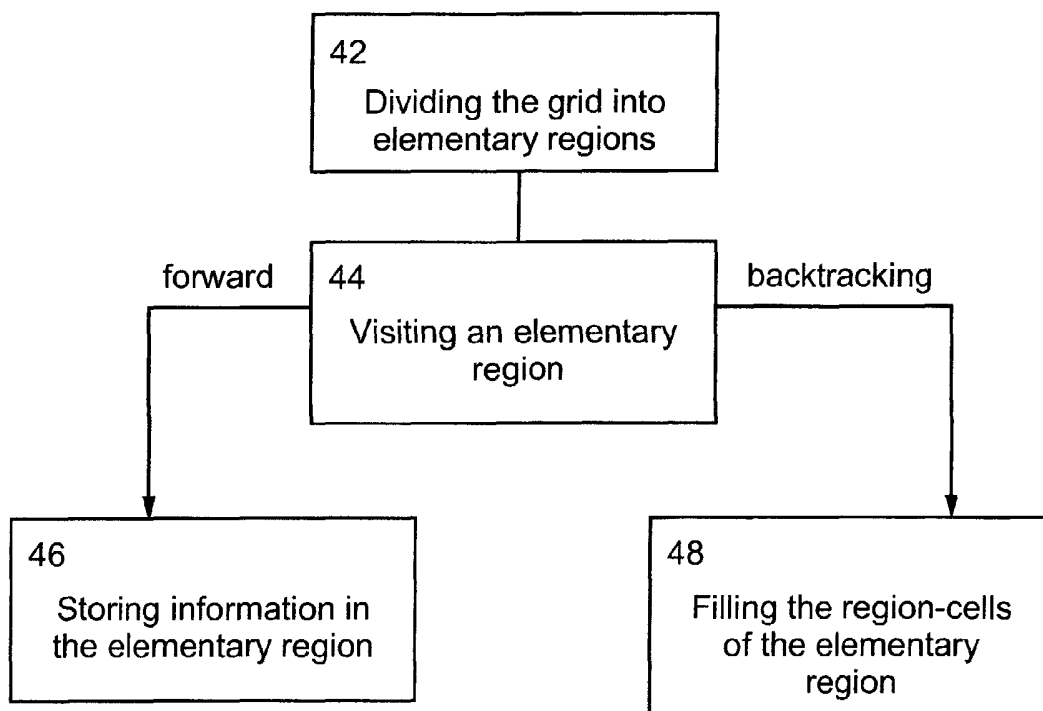 42
Dividing the grid into
elementary regions
forward
44
backtracking
Visiting an elementary
region
46
Storing information in
the elementary region
48
Filling the region-cells
of the elementary
region